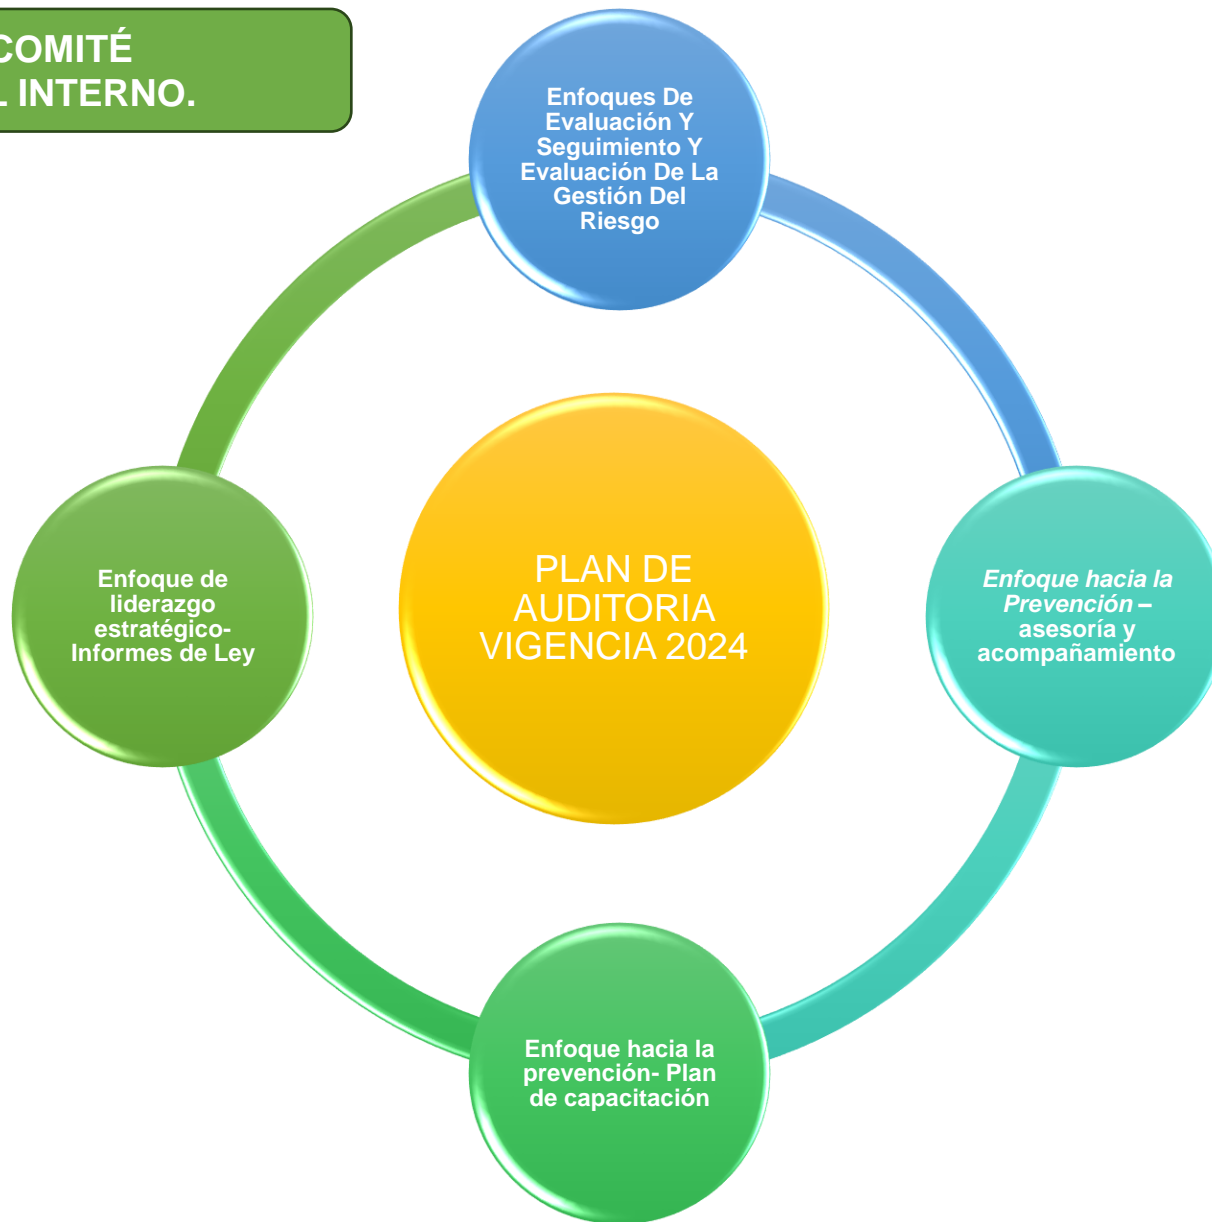 COMITÉ
L INTERNO.
Enfoques De
Evaluación Y
Seguimiento Y
Evaluación De La
Gestión Del
Riesgo
Enfoque de
liderazgo
estratégico-
Informes de Ley
PLAN DE
AUDITORIA
VIGENCIA 2024
Enfoque hacia la
Prevención –
asesoría y
acompañamiento
Enfoque hacia la
prevención- Plan
de capacitación